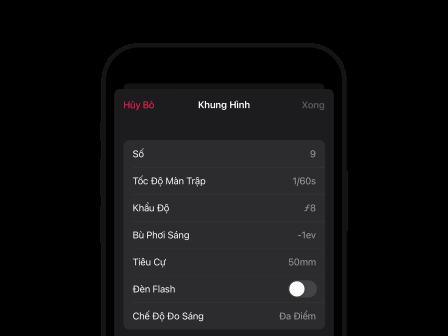 Hủy Bỏ Khung Hình Xong
Số 9
Tốc Độ Màn Trập 1/60s
Khẩu Độ ƒ8
Bù Phơi Sáng -1ev
Tiêu Cự 50mm
Đèn Flash
Chế Độ Đo Sáng Đa Điểm